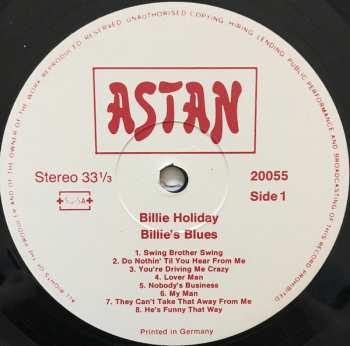 ALL RIGHTS OF THE PRODUCER AND OF THE OWNER OF THE WORK REPRODUCED RESERVED. UNAUTHORISED COPYING, HIRING, LENDING, PUBLIC PERFORMANCE AND BROADCASTING OF THIS RECORD PROHIBITED
ASTAN
Stereo 33 1/3
20055
Side 1
Billie Holiday
Billie's Blues
1. Swing Brother Swing
2. Do Nothin' Til You Hear From Me
3. You're Driving Me Crazy
4. Lover Man
5. Nobody's Business
6. My Man
7. They Can't Take That Away From Me
8. He's Funny That Way
Printed in Germany